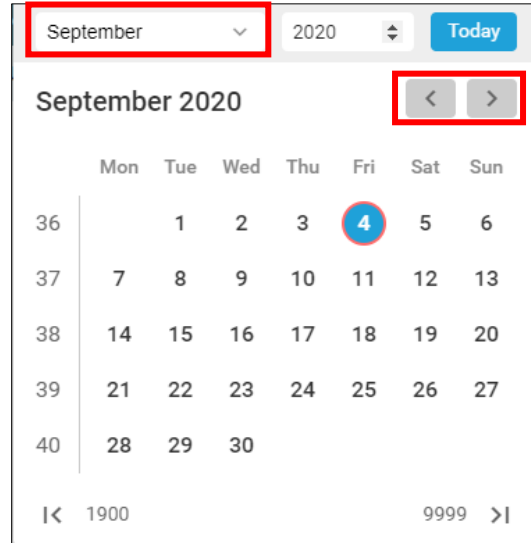 September 2020 Today
September 2020 < >
Mon Tue Wed Thu Fri Sat Sun
36 1 2 3 4 5 6
37 7 8 9 10 11 12 13
38 14 15 16 17 18 19 20
39 21 22 23 24 25 26 27
40 28 29 30
1900 9999